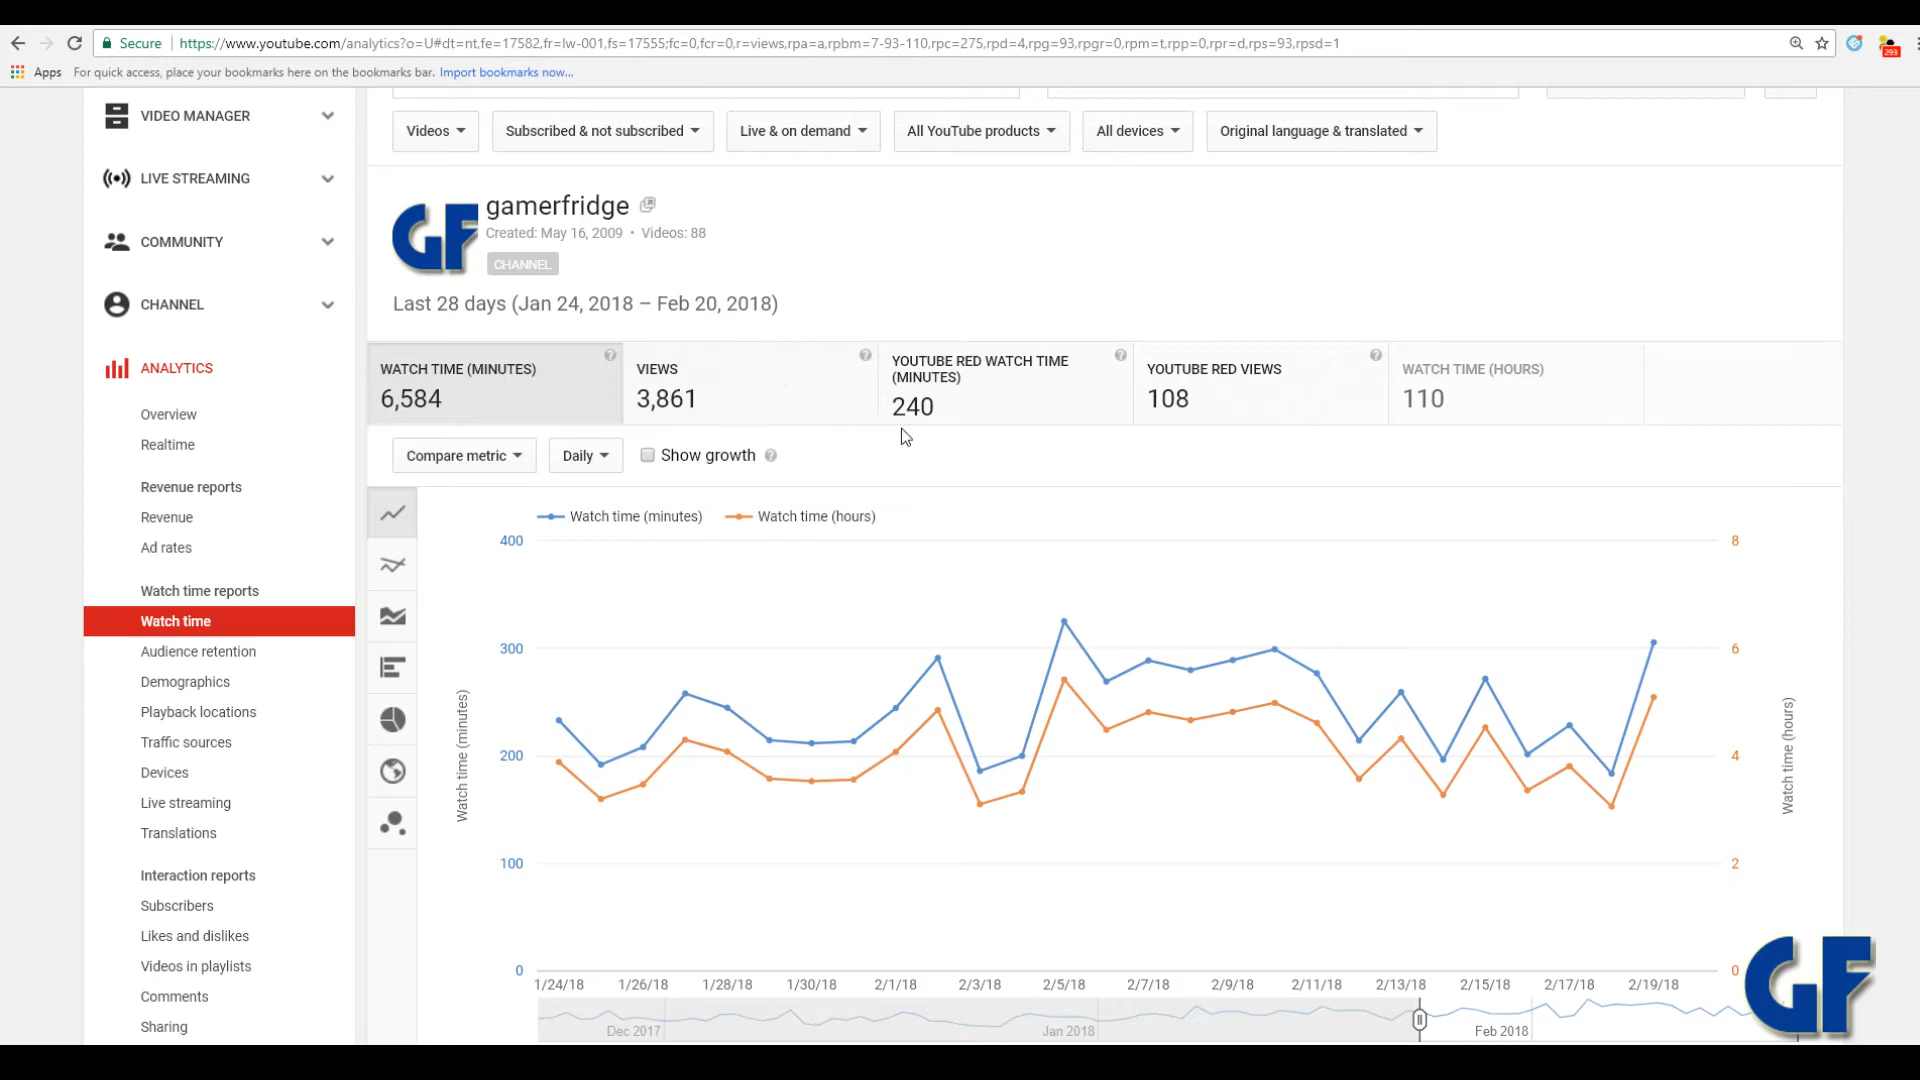 Secure
https://www.youtube.com/analytics?o=U#dt=nt,fe=17582,fr=lw-001,fs=17555;fc=0,fcr=0,r=views,rpa=a,rpbm=7-93-110,rpc=275,rpd=4,rpg=93,rpgr=0,rpm=t,rpp=0,rpr=d,rps=93,rpsd=1
293
Apps For quick access, place your bookmarks here on the bookmarks bar. Import bookmarks now...
VIDEO MANAGER
LIVE STREAMING
COMMUNITY
CHANNEL
ANALYTICS
Overview
Realtime
Revenue reports
Revenue
Ad rates
Watch time reports
Watch time
Audience retention
Demographics
Playback locations
Traffic sources
Devices
Live streaming
Translations
Interaction reports
Subscribers
Likes and dislikes
Videos in playlists
Comments
Sharing
Videos Subscribed & not subscribed Live & on demand All YouTube products All devices Original language & translated
GF
gamerfridge
Created: May 16, 2009 • Videos: 88
CHANNEL
Last 28 days (Jan 24, 2018 – Feb 20, 2018)
WATCH TIME (MINUTES)
6,584
VIEWS
3,861
YOUTUBE RED WATCH TIME
(MINUTES)
240
YOUTUBE RED VIEWS
108
WATCH TIME (HOURS)
110
Compare metric Daily Show growth
Watch time (minutes) Watch time (hours)
400 8
300 6
200 4
100 2
0 0
Watch time (minutes)
Watch time (hours)
1/24/18 1/26/18 1/28/18 1/30/18 2/1/18 2/3/18 2/5/18 2/7/18 2/9/18 2/11/18 2/13/18 2/15/18 2/17/18 2/19/18
Dec 2017 Jan 2018 Feb 2018
GF